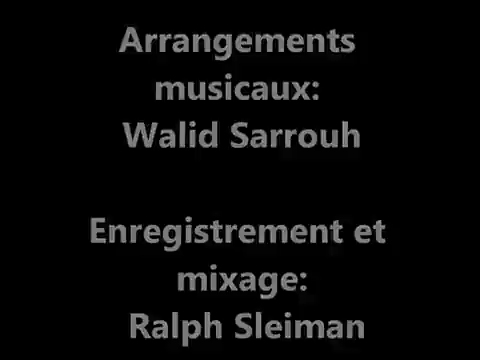 Arrangements
musicaux:
Walid Sarrouh
Enregistrement et
mixage:
Ralph Sleiman